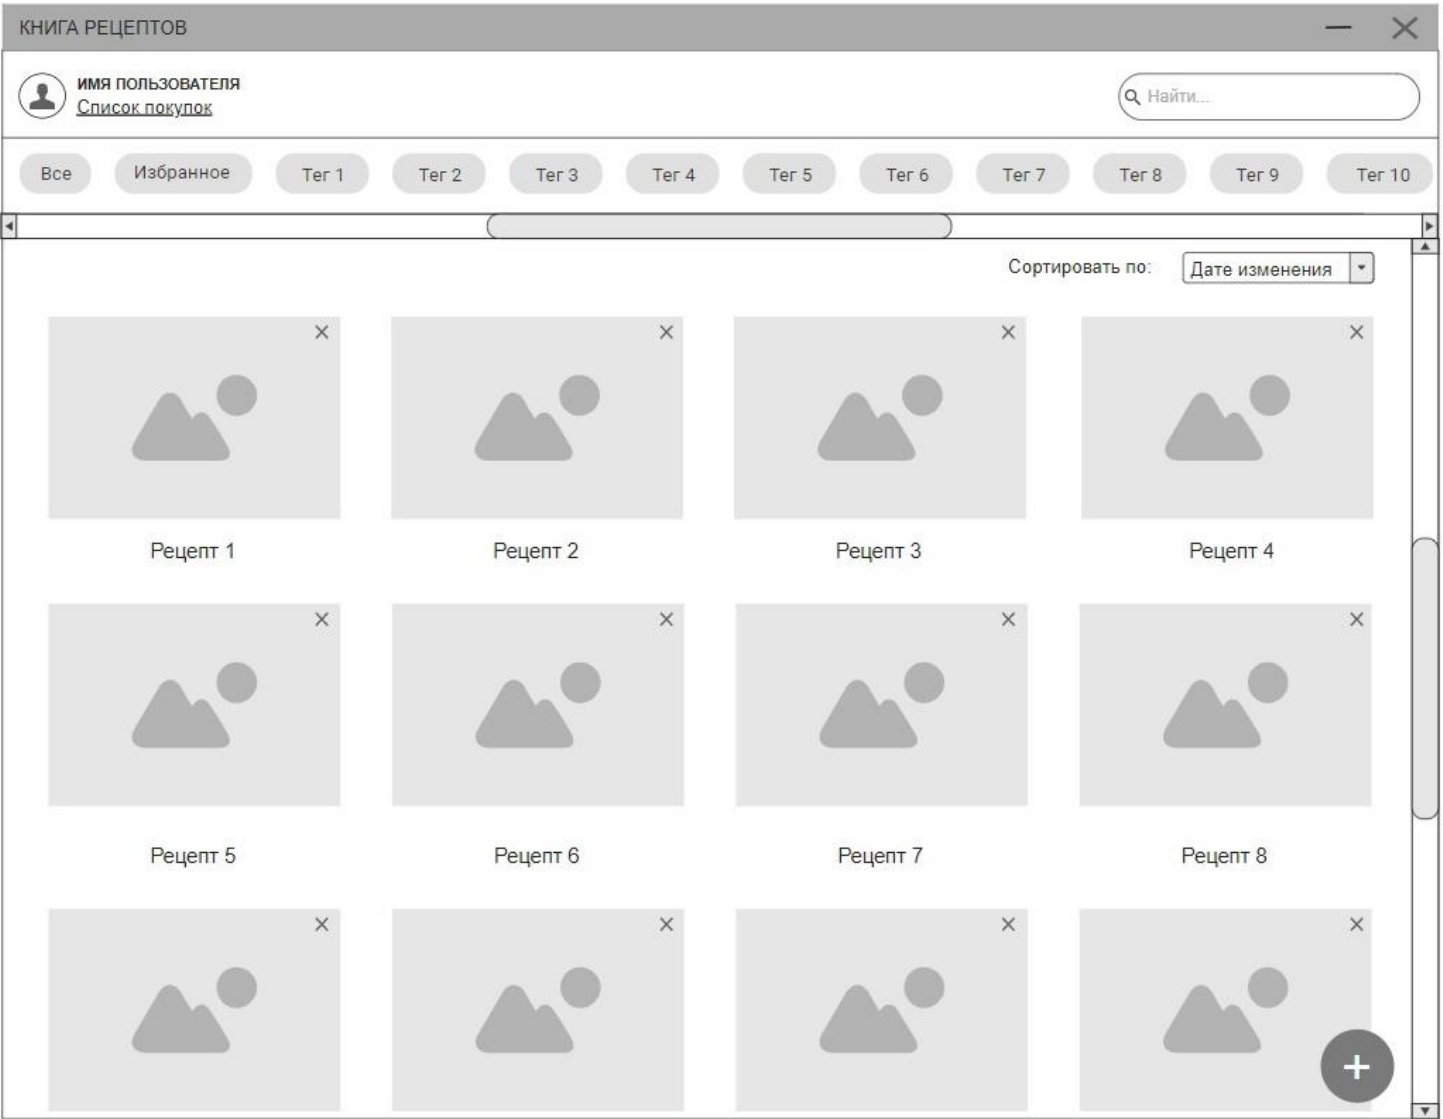 КНИГА РЕЦЕПТОВ
ИМЯ ПОЛЬЗОВАТЕЛЯ
Список покупок
Найти...
Все Избранное Тег 1 Тег 2 Тег 3 Тег 4 Тег 5 Тег 6 Тег 7 Тег 8 Тег 9 Тег 10
Сортировать по: Дате изменения
Рецепт 1 Рецепт 2 Рецепт 3 Рецепт 4
Рецепт 5 Рецепт 6 Рецепт 7 Рецепт 8